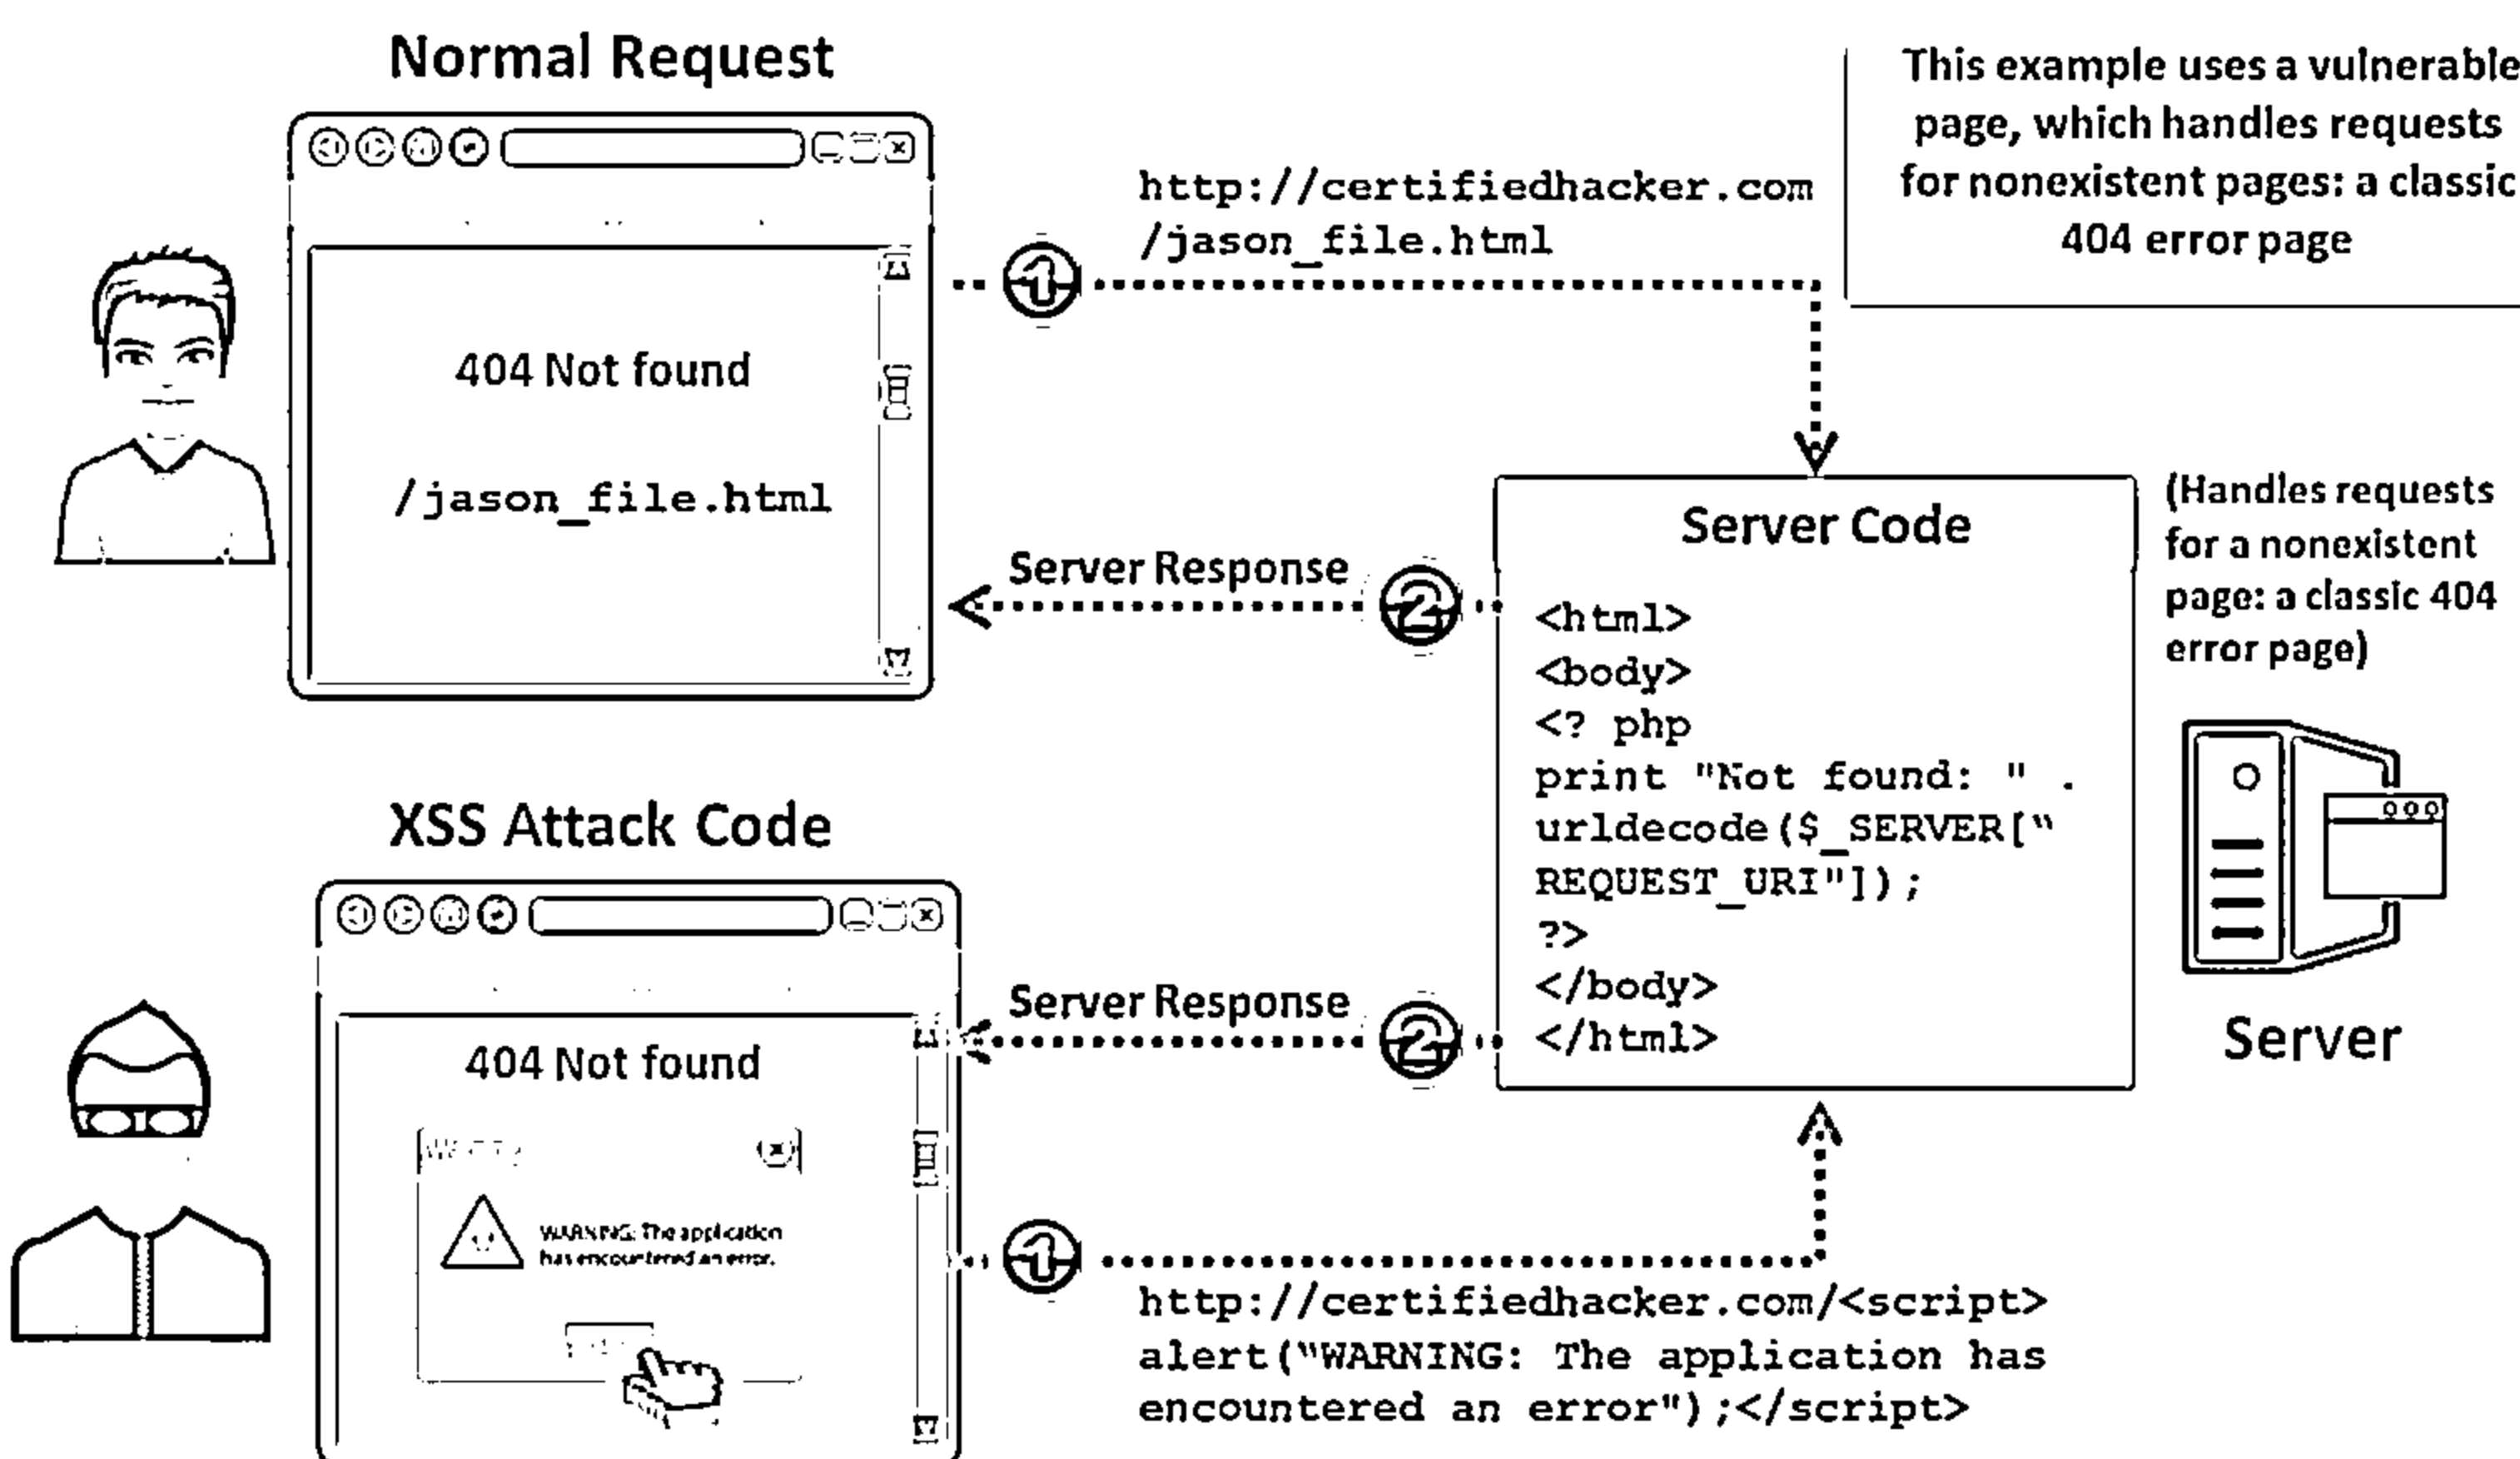 Normal Request
This example uses a vulnerable
page, which handles requests
for nonexistent pages: a classic
404 error page
http://certifiedhacker.com
/jason_file.html
1
404 Not found
/jason_file.html
Server Response
2
Server Code
<html>
<body>
<? php
print "Not found: " .
urldecode($_SERVER["
REQUEST_URI"]);
?>
</body>
</html>
(Handles requests
for a nonexistent
page: a classic 404
error page)
Server
XSS Attack Code
404 Not found
WARNING: The application
has encountered an error.
Server Response
2
1
http://certifiedhacker.com/<script>
alert("WARNING: The application has
encountered an error");</script>